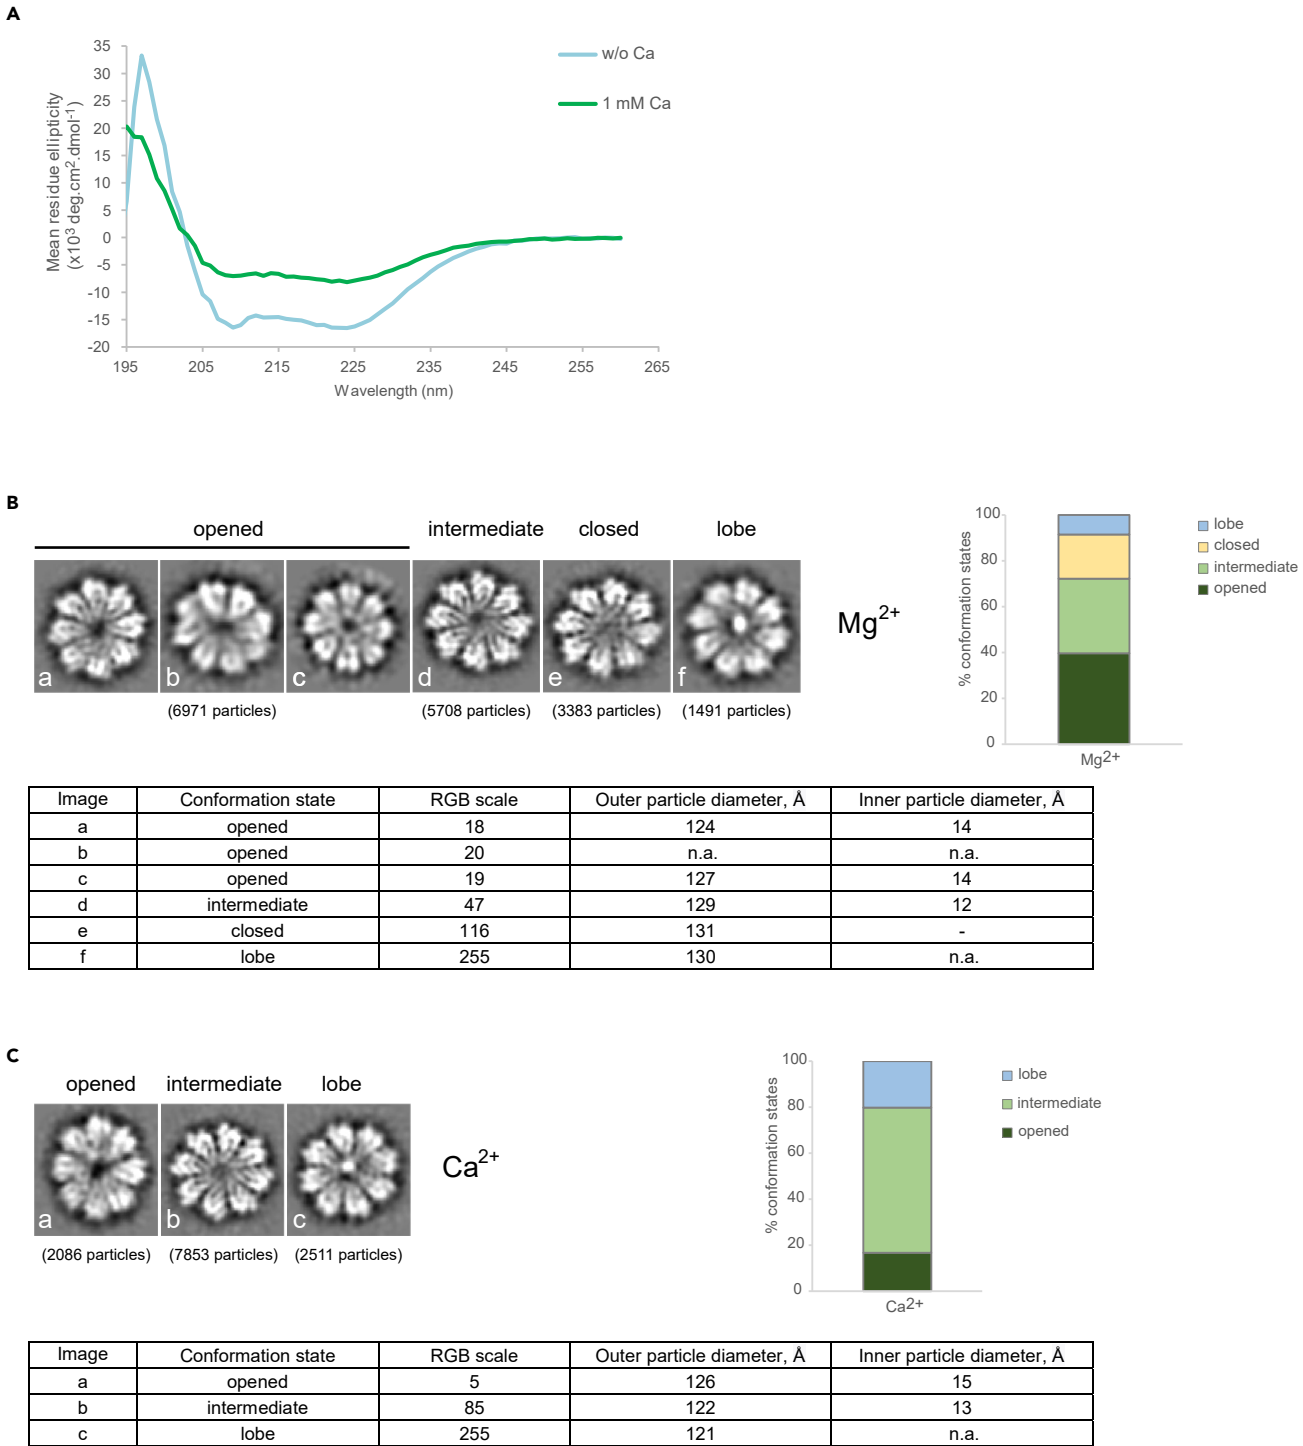 A
35
30
25
20
15
10
5
0
-5
-10
-15
-20
Mean residue ellipticity
(x10³ deg.cm².dmol⁻¹)
195 205 215 225 235 245 255 265
Wavelength (nm)
w/o Ca
1 mM Ca
B
opened intermediate closed lobe
a b c d e f
(6971 particles) (5708 particles) (3383 particles) (1491 particles)
Mg²⁺
100
80
60
40
20
0
% conformation states
Mg²⁺
lobe
closed
intermediate
opened
Image Conformation state RGB scale Outer particle diameter, Å Inner particle diameter, Å
a opened 18 124 14
b opened 20 n.a. n.a.
c opened 19 127 14
d intermediate 47 129 12
e closed 116 131 -
f lobe 255 130 n.a.
C
opened intermediate lobe
a b c
(2086 particles) (7853 particles) (2511 particles)
Ca²⁺
100
80
60
40
20
0
% conformation states
Ca²⁺
lobe
intermediate
opened
Image Conformation state RGB scale Outer particle diameter, Å Inner particle diameter, Å
a opened 5 126 15
b intermediate 85 122 13
c lobe 255 121 n.a.